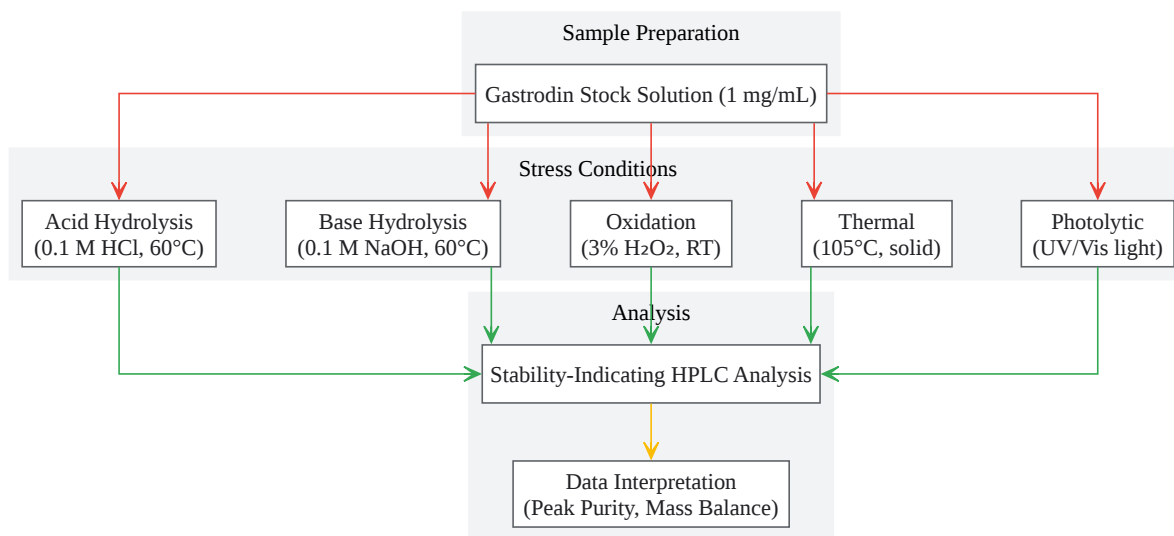 Sample Preparation
Gastrodin Stock Solution (1 mg/mL)
Stress Conditions
Acid Hydrolysis
(0.1 M HCl, 60°C)
Base Hydrolysis
(0.1 M NaOH, 60°C)
Oxidation
(3% H₂O₂, RT)
Thermal
(105°C, solid)
Photolytic
(UV/Vis light)
Analysis
Stability-Indicating HPLC Analysis
Data Interpretation
(Peak Purity, Mass Balance)